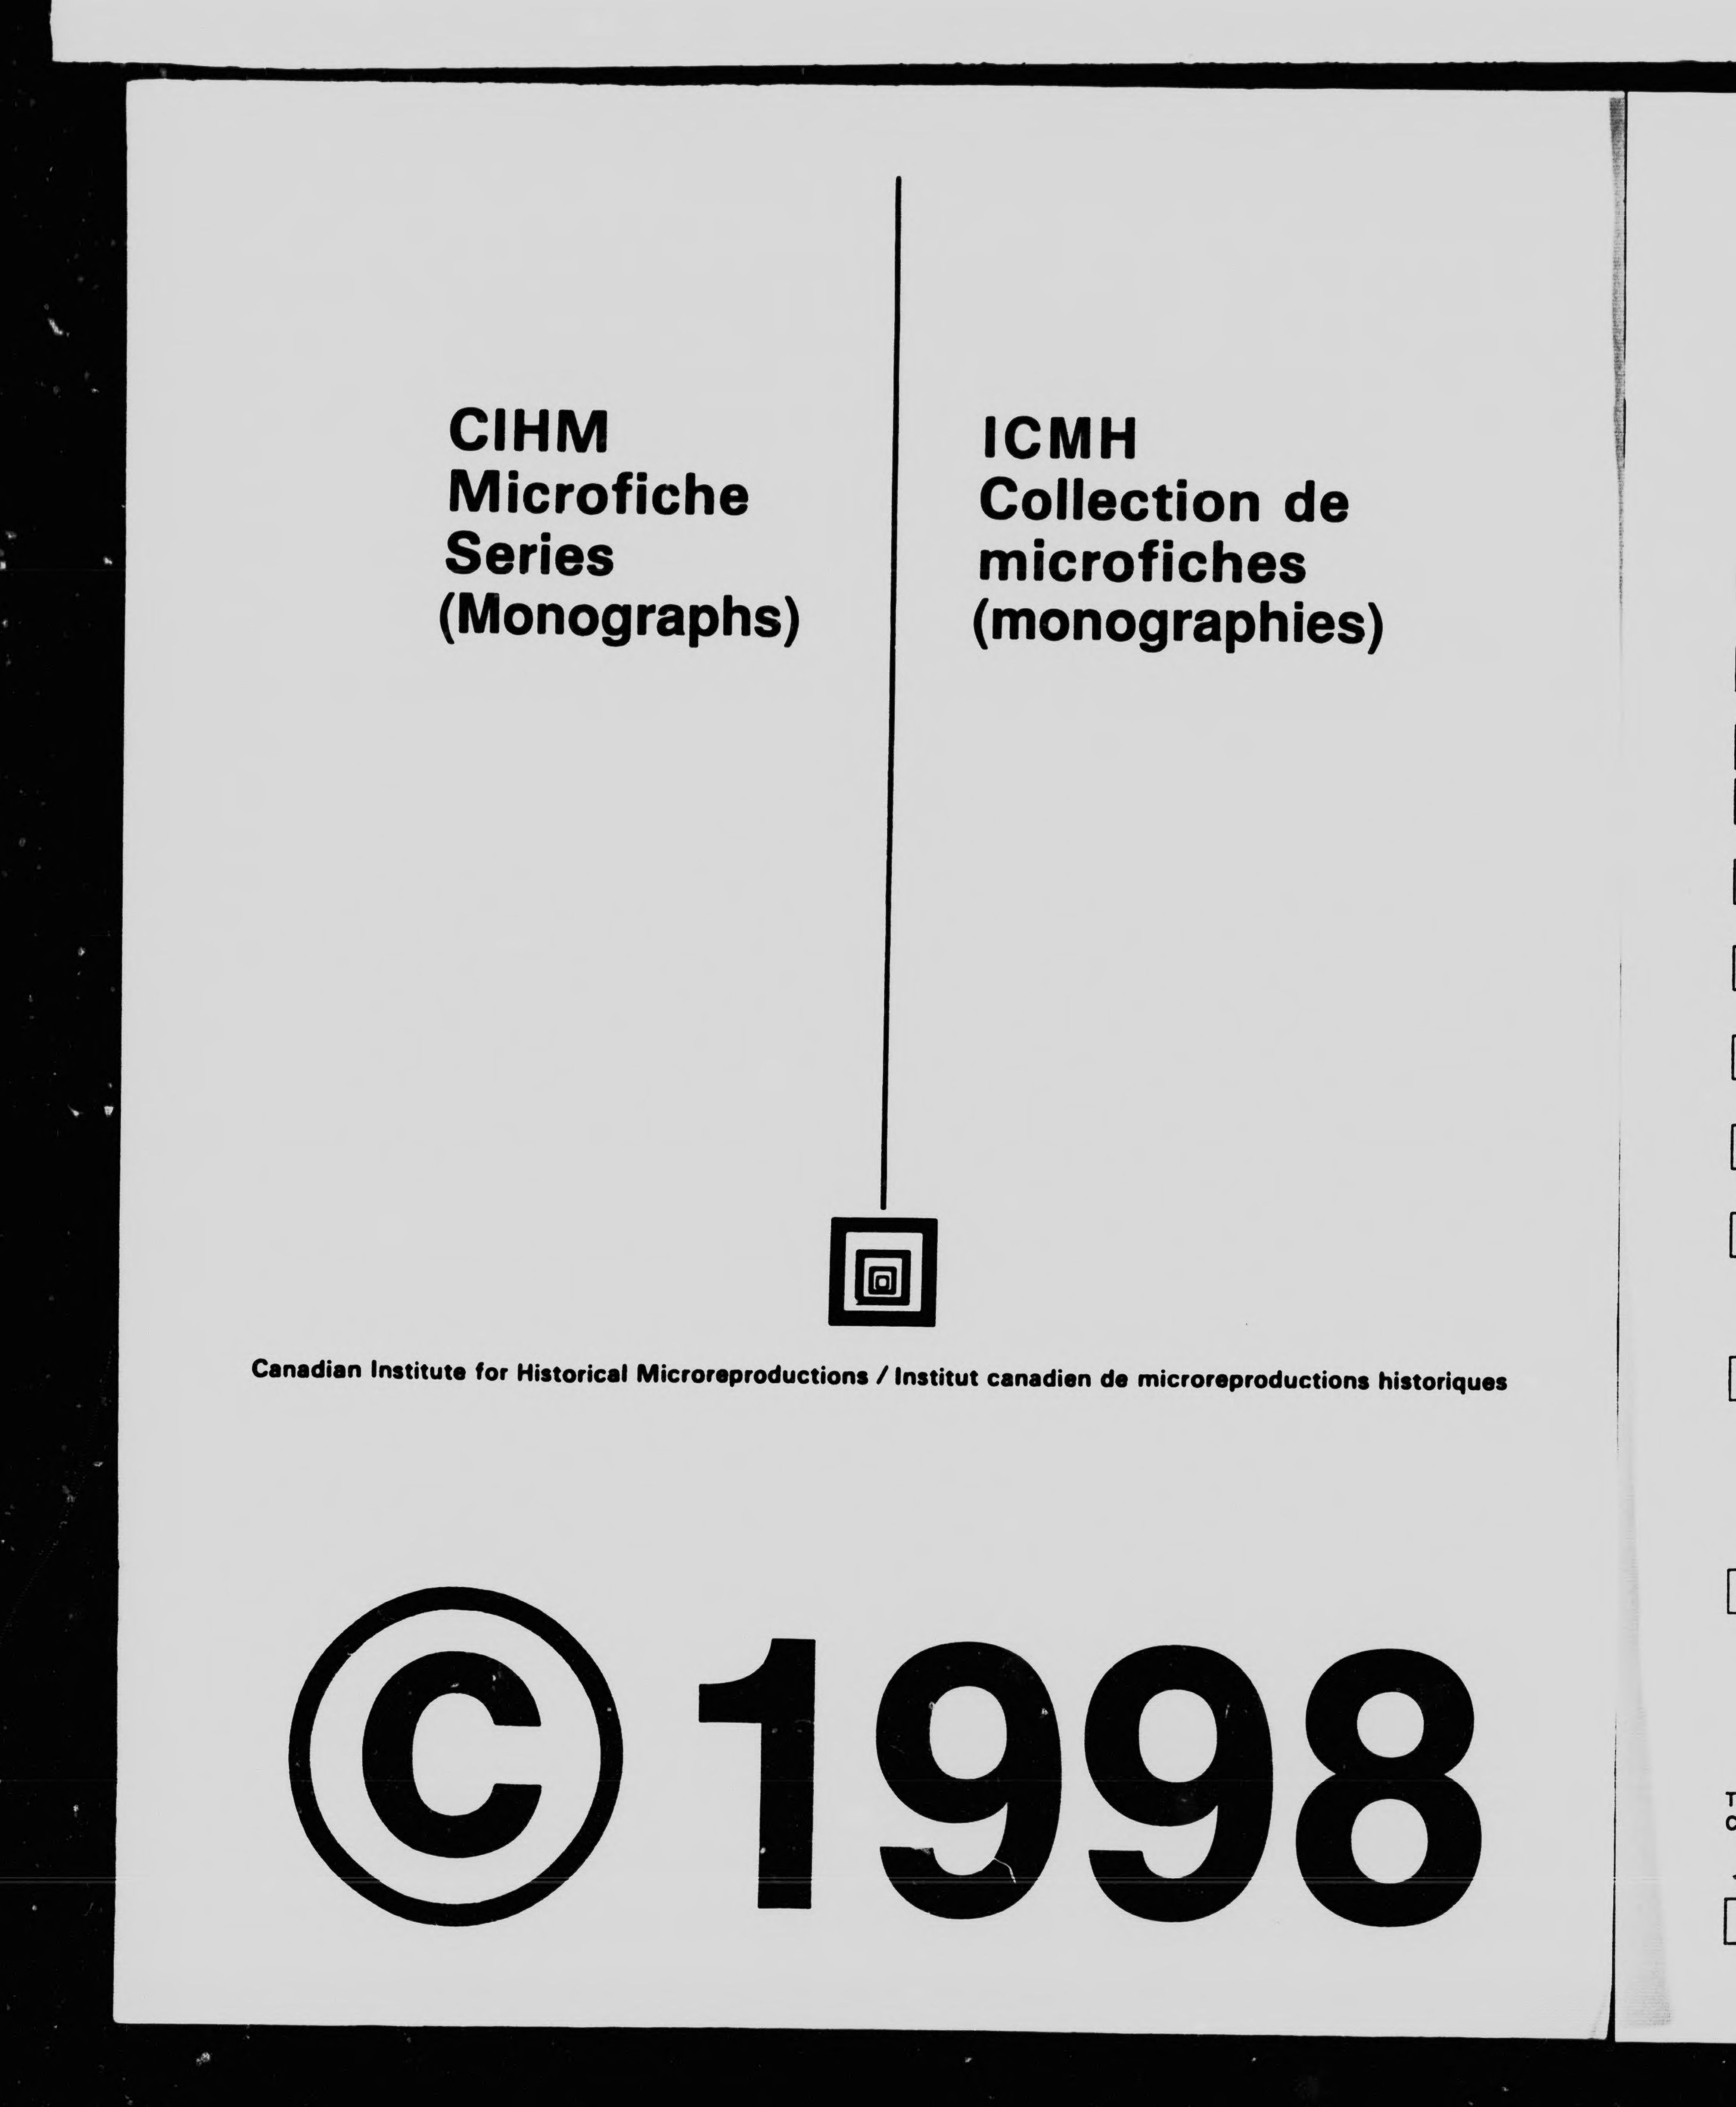 CIHM
Microfiche
Series
(Monographs)
ICMH
Collection de
microfiches
(monographies)
Canadian Institute for Historical Microreproductions / Institut canadien de microreproductions historiques
© 1998